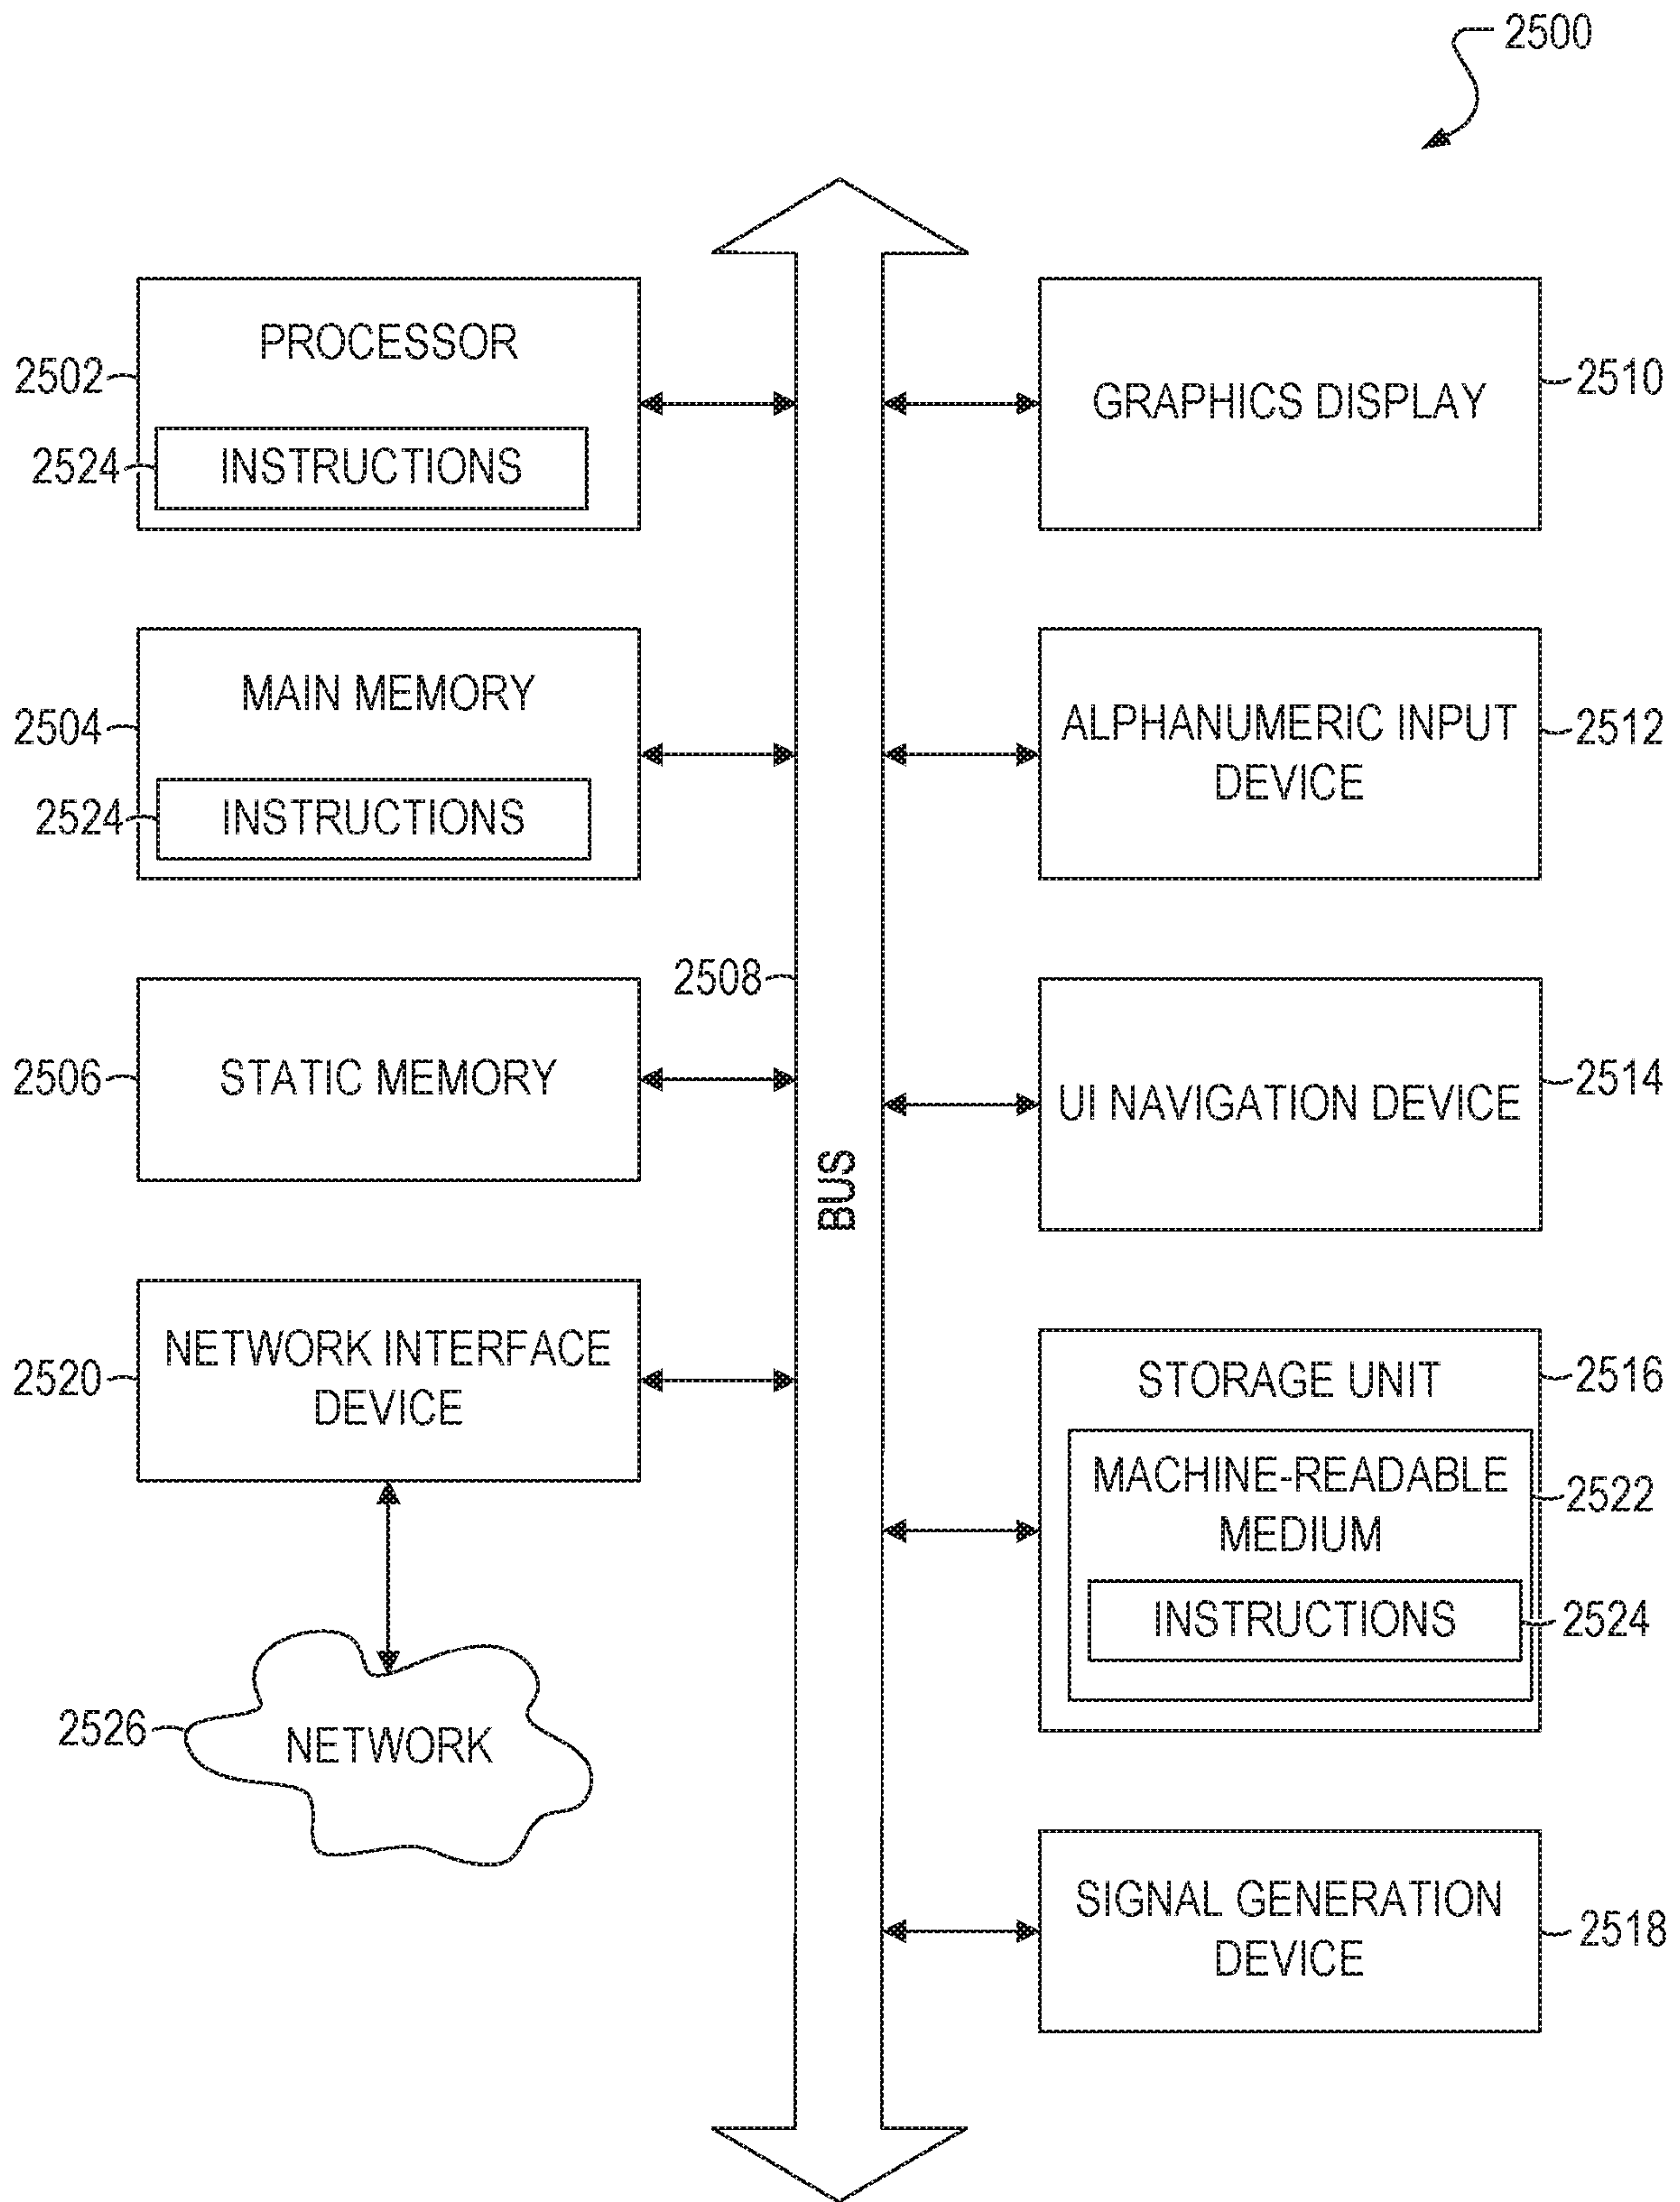 2500
PROCESSOR
2502
2524
INSTRUCTIONS
MAIN MEMORY
2504
2524
INSTRUCTIONS
2508
2506
STATIC MEMORY
BUS
2520
NETWORK INTERFACE
DEVICE
2526
NETWORK
GRAPHICS DISPLAY
2510
ALPHANUMERIC INPUT
DEVICE
2512
UI NAVIGATION DEVICE
2514
STORAGE UNIT
2516
MACHINE-READABLE
MEDIUM
2522
INSTRUCTIONS
2524
SIGNAL GENERATION
DEVICE
2518